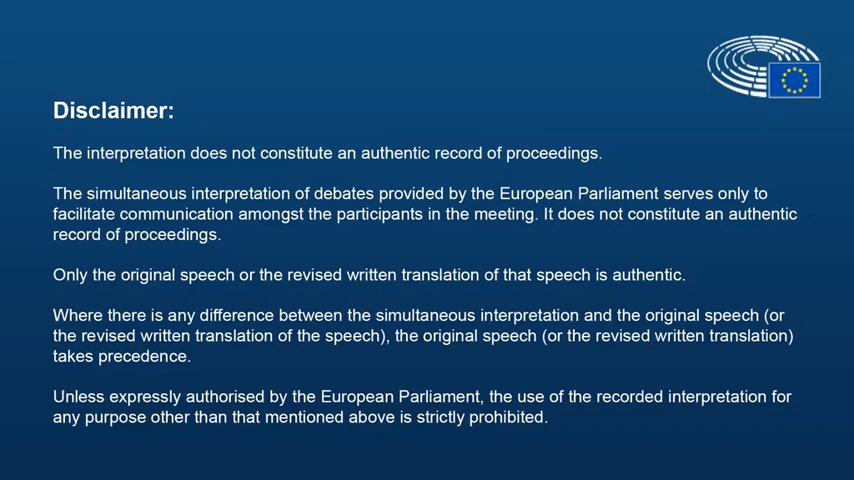 Disclaimer:
The interpretation does not constitute an authentic record of proceedings.
The simultaneous interpretation of debates provided by the European Parliament serves only to
facilitate communication amongst the participants in the meeting. It does not constitute an authentic
record of proceedings.
Only the original speech or the revised written translation of that speech is authentic.
Where there is any difference between the simultaneous interpretation and the original speech (or
the revised written translation of the speech), the original speech (or the revised written translation)
takes precedence.
Unless expressly authorised by the European Parliament, the use of the recorded interpretation for
any purpose other than that mentioned above is strictly prohibited.